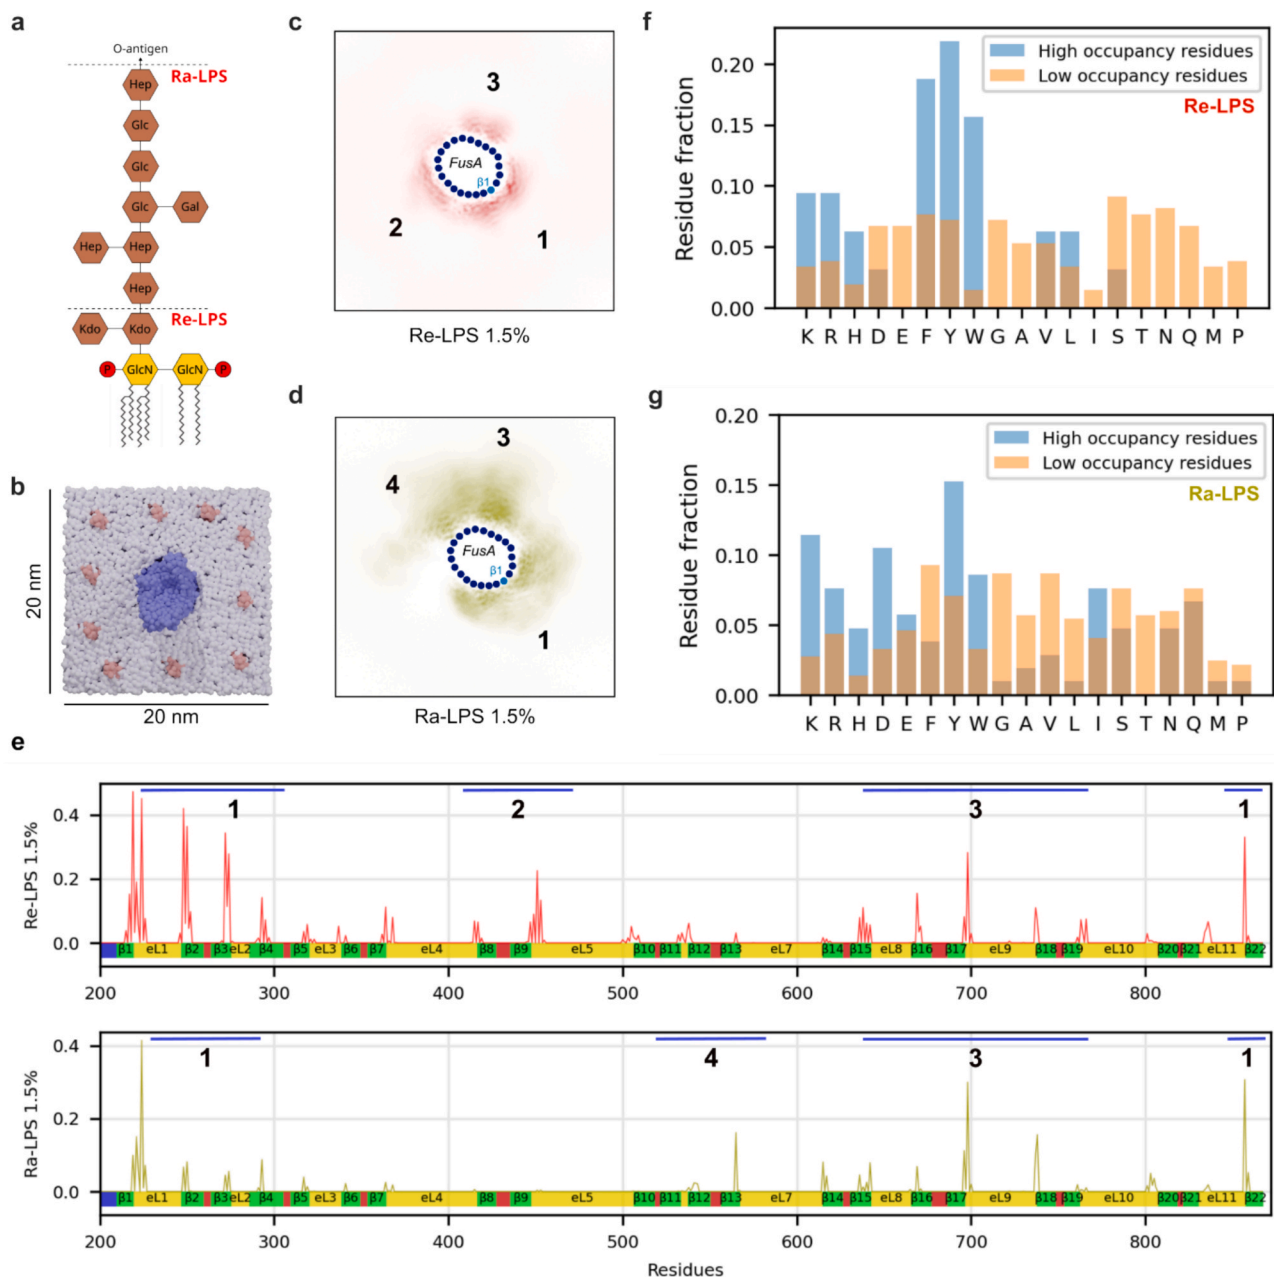 a
O-antigen
Hep
Ra-LPS
Glc
Glc
Glc
Gal
Hep
Hep
Hep
Re-LPS
Kdo
Kdo
P
GlcN
GlcN
P
b
20 nm
20 nm
c
3
FusA
β1
2
1
Re-LPS 1.5%
d
3
4
FusA
β1
1
Ra-LPS 1.5%
f
High occupancy residues
Low occupancy residues
Re-LPS
Residue fraction
0.20
0.15
0.10
0.05
0.00
K R H D E F Y W G A V L I S T N Q M P
g
High occupancy residues
Low occupancy residues
Ra-LPS
Residue fraction
0.20
0.15
0.10
0.05
0.00
K R H D E F Y W G A V L I S T N Q M P
e
Re-LPS 1.5%
0.4
0.2
0.0
1 2 3 1
β1 eL1 β2 β3 eL2 β4 β5 eL3 β6 β7 eL4 β8 β9 eL5 β10 β11 β12 β13 eL7 β14 β15 eL8 β16 β17 eL9 β18 β19 eL10 β20 β21 eL11 β22
200 300 400 500 600 700 800
Ra-LPS 1.5%
0.4
0.2
0.0
1 4 3 1
β1 eL1 β2 β3 eL2 β4 β5 eL3 β6 β7 eL4 β8 β9 eL5 β10 β11 β12 β13 eL7 β14 β15 eL8 β16 β17 eL9 β18 β19 eL10 β20 β21 eL11 β22
200 300 400 500 600 700 800
Residues